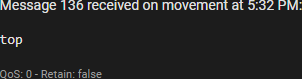 Message 136 received on movement at 5:32 PM:
top
QoS: 0 - Retain: false